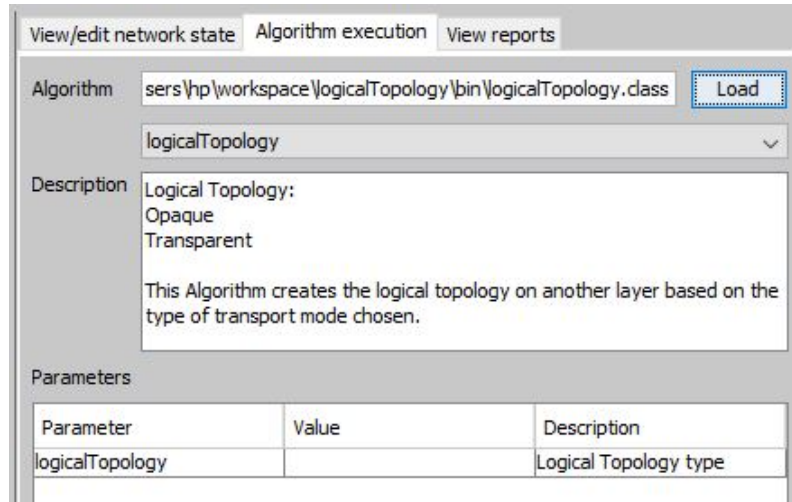 View/edit network state Algorithm execution View reports
Algorithm sers\hp\workspace\logicalTopology\bin\logicalTopology.class Load
logicalTopology
Description Logical Topology:
Opaque
Transparent
This Algorithm creates the logical topology on another layer based on the
type of transport mode chosen.
Parameters
Parameter Value Description
logicalTopology Logical Topology type